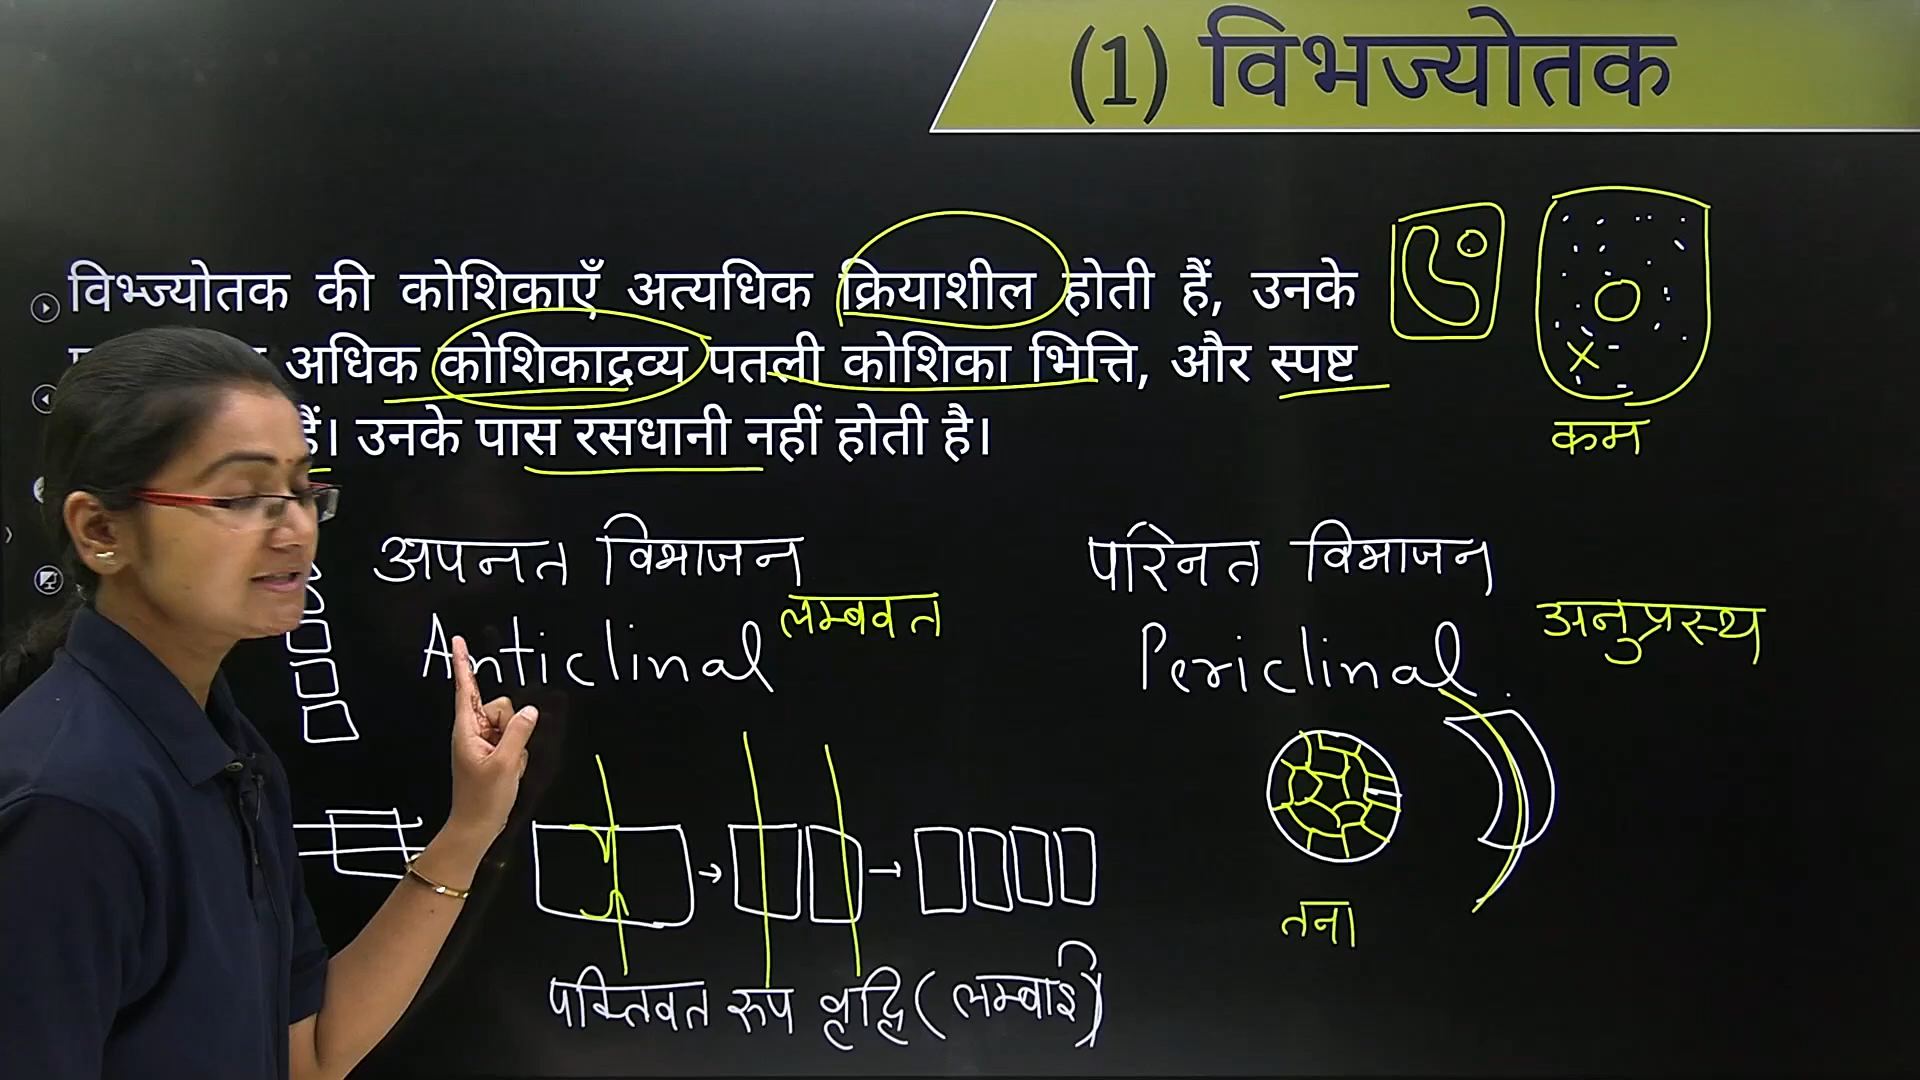 (1) विभज्योतक
विभ्ज्योतक की कोशिकाएँ अत्यधिक क्रियाशील होती हैं, उनके
अधिक कोशिकाद्रव्य पतली कोशिका भित्ति, और स्पष्ट
हैं। उनके पास रसधानी नहीं होती है।
कम
अपनत विभाजन
लम्बवत
Anticlinal
परिनत विभाजन
अनुप्रस्थ
Periclinal
तना
पक्तिवत रूप वृद्धि (लम्बाई)